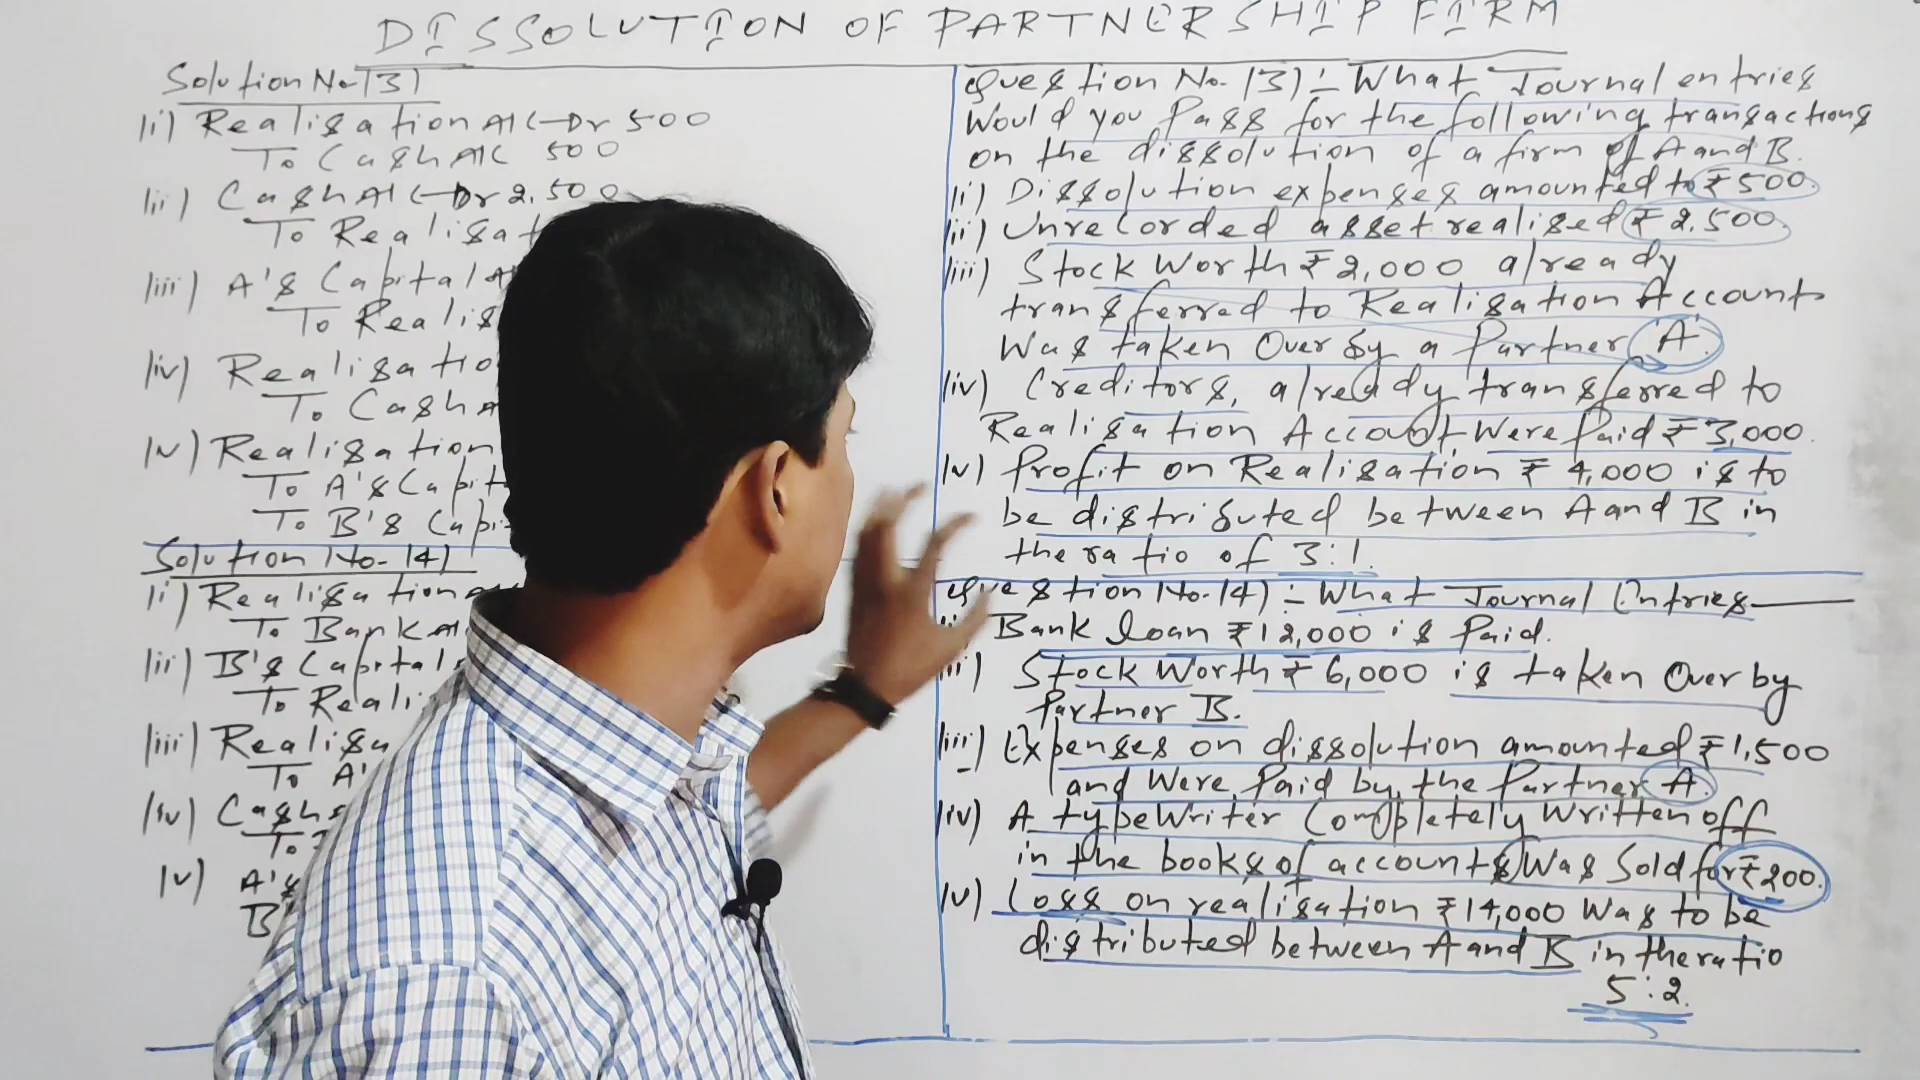 DISSOLUTION OF PARTNERSHIP FIRM
Solution No-13)
(i) Realisation A/C-Dr 500
To Cash A/C 500
(ii) Cash A/C-Dr 2,500
To Realisat
(iii) A's Capital A
To Realis
(iv) Realisatio
To Cash A
(v) Realisation
To A's Capit
To B's Capi
Solution No-14)
(i) Realisation A
To Bank A/
(ii) B's Capital
To Reali
(iii) Realisa
To A'
(iv) Cash
To
(v) A's
B'
Question No-13):- What Journal entries
Would you Pass for the following transactions
on the dissolution of a firm of A and B.
(i) Dissolution expenses amounted to ₹500.
(ii) Unrecorded asset realised ₹2,500.
(iii) Stock Worth ₹2,000 already
transferred to Realisation Account
Was taken Over by a Partner 'A'.
(iv) Creditors, already transferred to
Realisation Account Were Paid ₹3,000.
(v) Profit on Realisation ₹4,000 is to
be distributed between A and B in
the ratio of 3:1.
Question No-14):- What Journal Entries
(i) Bank Loan ₹12,000 is Paid.
(ii) Stock Worth ₹6,000 is taken Over by
Partner B.
(iii) Expenses on dissolution amounted ₹1,500
and Were Paid by the Partner A.
(iv) A typeWriter Completely Written off
in the books of accounts Was Sold for ₹200.
(v) Loss on realisation ₹14,000 Was to be
distributed between A and B in the ratio
5:2.